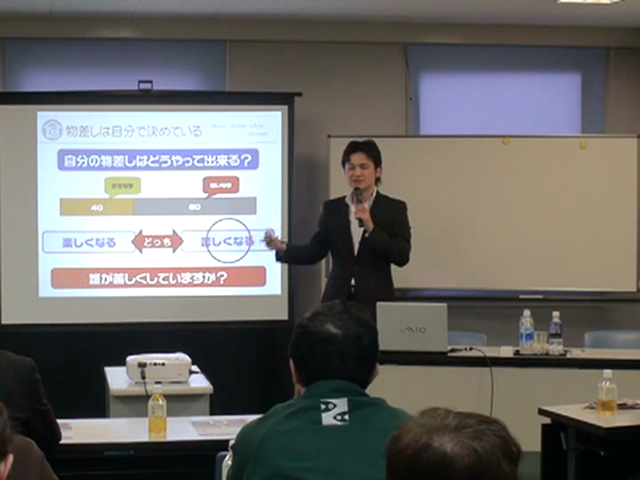 物差しは自分で決めている
自分の物差しはどうやって出来る?
40 60
楽しくなる どっち 苦しくなる
誰が苦しくしていますか?
VAIO